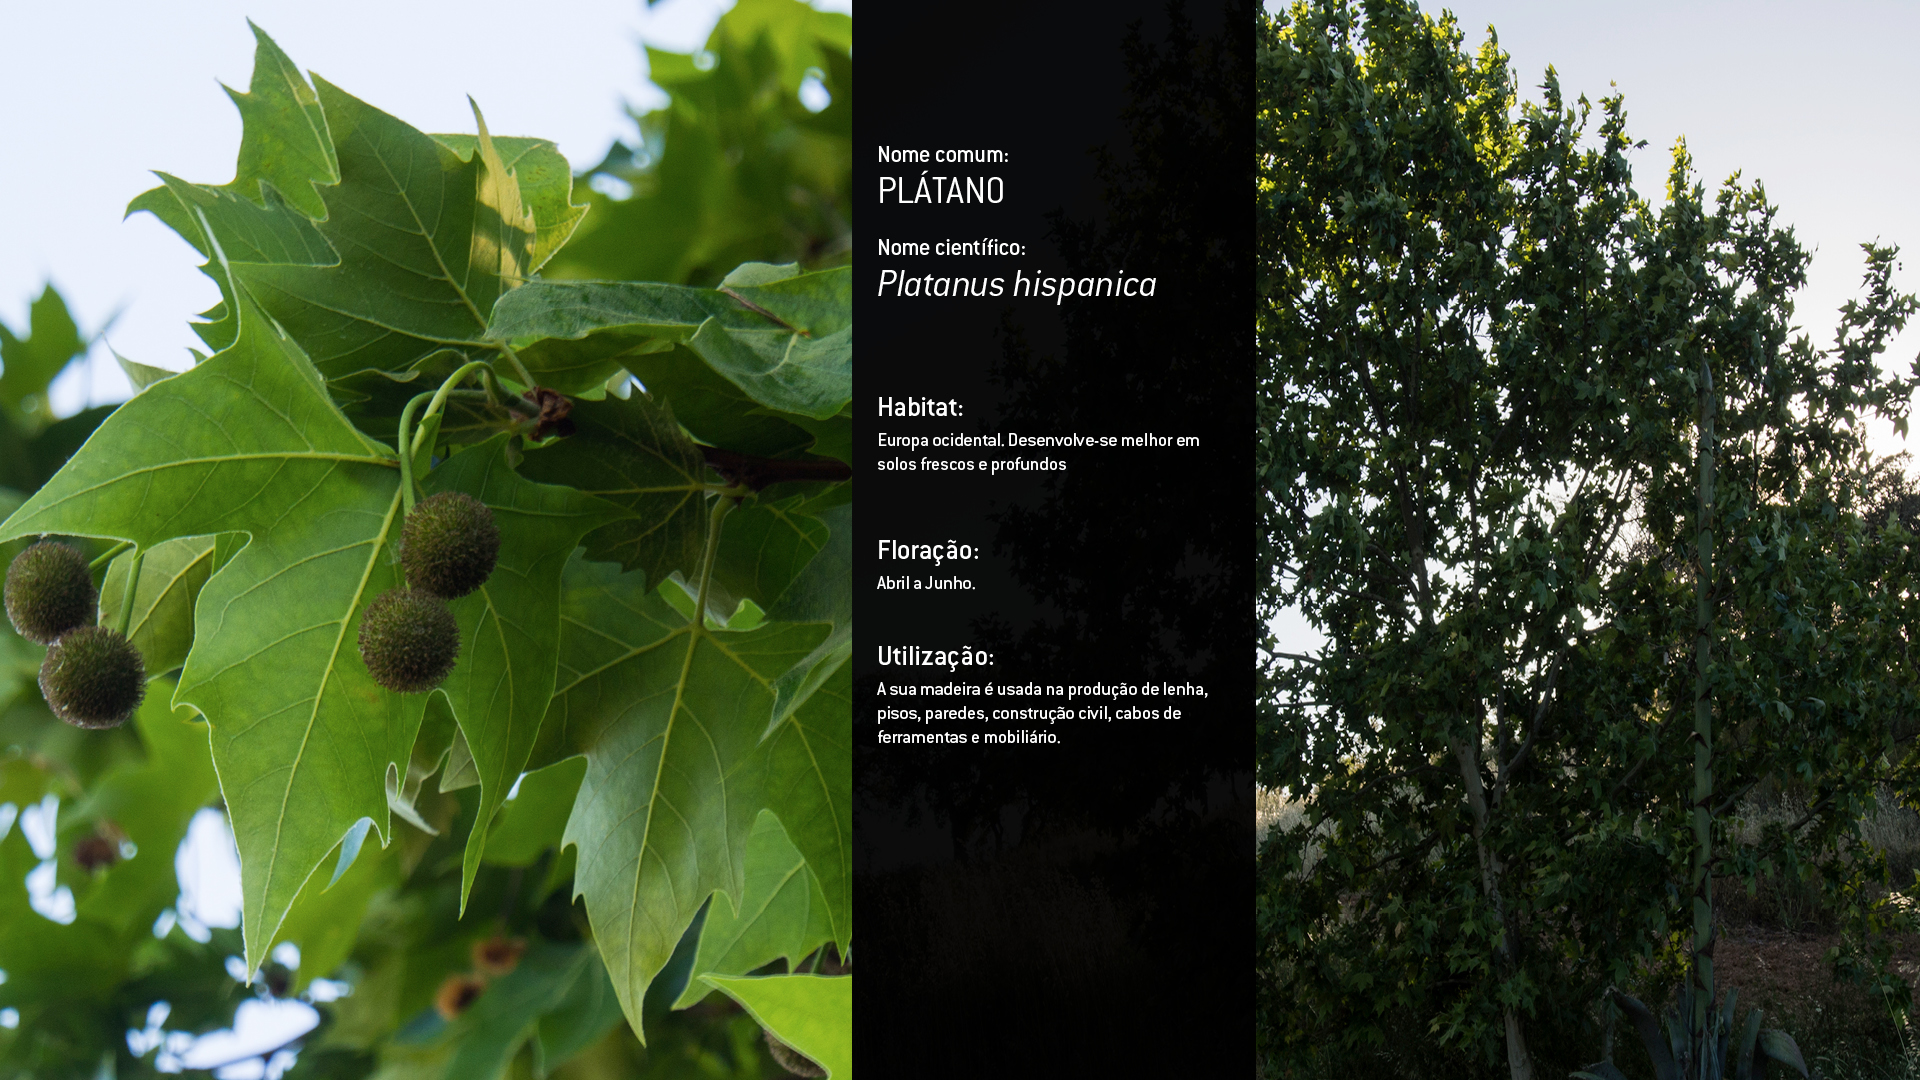 Nome comum:
PLÁTANO
Nome científico:
Platanus hispanica
Habitat:
Europa ocidental. Desenvolve-se melhor em
solos frescos e profundos
Floração:
Abril a Junho.
Utilização:
A sua madeira é usada na produção de lenha,
pisos, paredes, construção civil, cabos de
ferramentas e mobiliário.